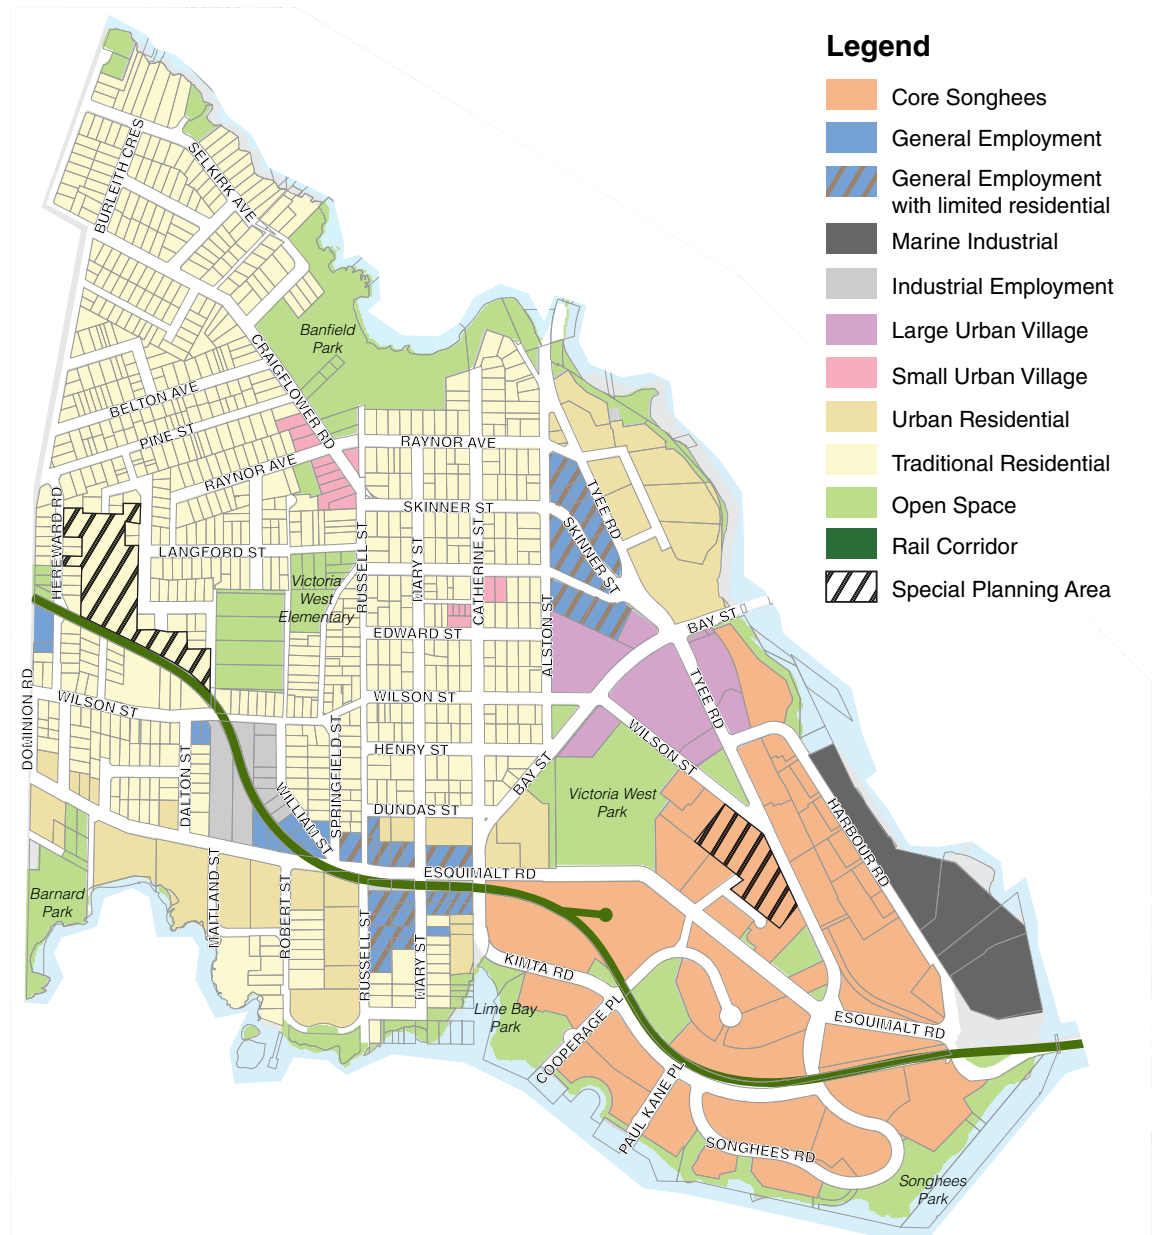 Legend
Core Songhees
General Employment
General Employment
with limited residential
Marine Industrial
Industrial Employment
Large Urban Village
Small Urban Village
Urban Residential
Traditional Residential
Open Space
Rail Corridor
Special Planning Area
BURLEITH CRES
SELKIRK AVE
Banfield
Park
CRAIGFLOWER RD
BELTON AVE
PINE ST
RAYNOR AVE
RAYNOR AVE
SKINNER ST
TYEE RD
SKINNER ST
HEREWARD RD
LANGFORD ST
RUSSELL ST
MARY ST
CATHERINE ST
Victoria
West
Elementary
EDWARD ST
ALSTON ST
BAY ST
DOMINION RD
WILSON ST
WILSON ST
TYEE RD
WILSON ST
HENRY ST
BAY ST
DALTON ST
SPRINGFIELD ST
WILLIAM ST
DUNDAS ST
Victoria West
Park
HARBOUR RD
ESQUIMALT RD
Barnard
Park
MAITLAND ST
ROBERT ST
RUSSELL ST
MARY ST
KIMTA RD
Lime Bay
Park
COOPERAGE PL
ESQUIMALT RD
PAUL KANE PL
SONGHEES RD
Songhees
Park